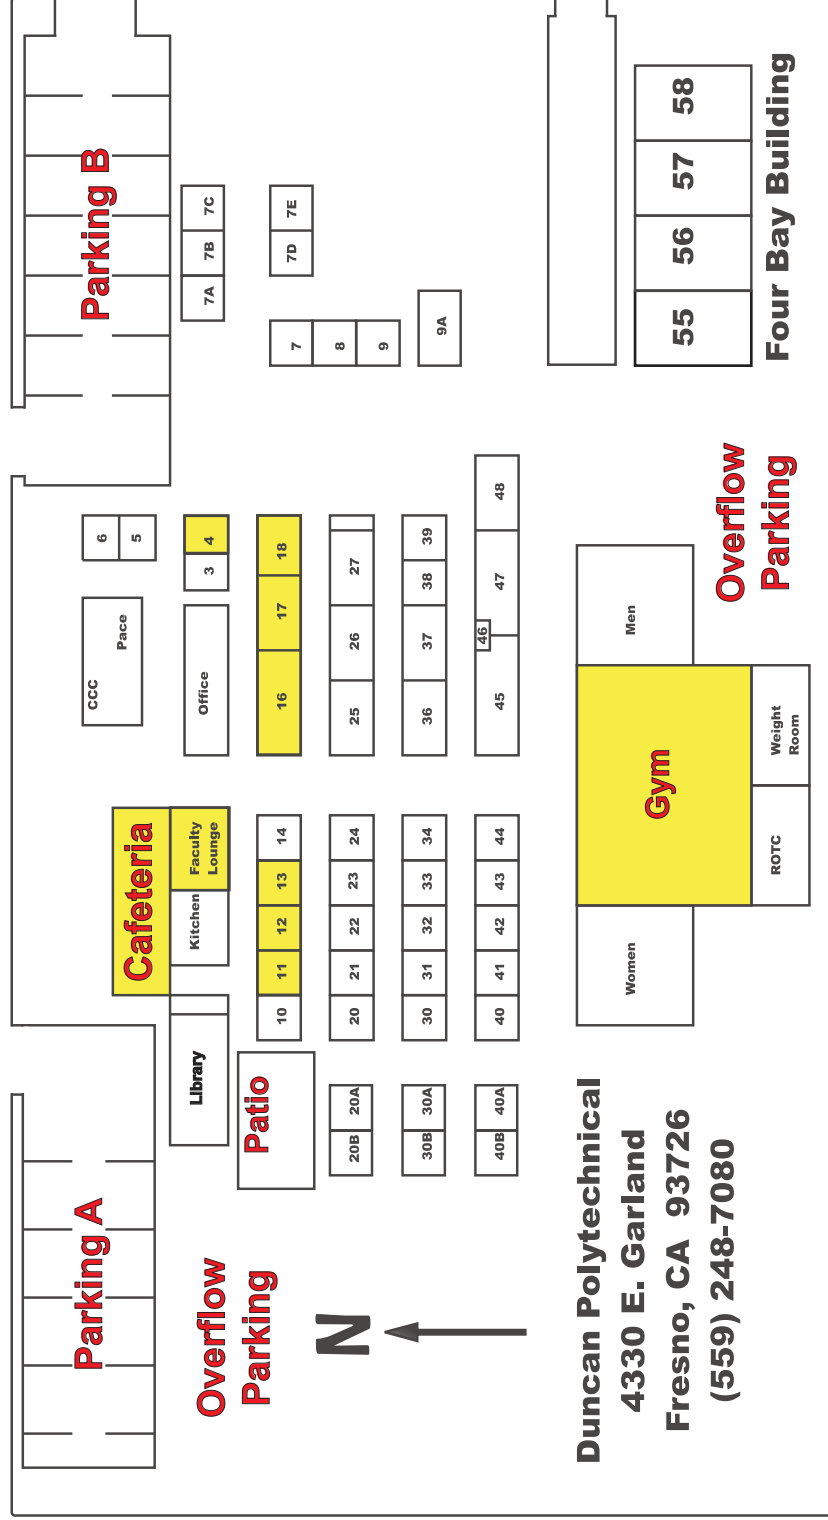 Parking A
Parking B
Cafeteria
CCC
Pace
6
5
Library
Kitchen
Faculty
Lounge
Office
3
4
7A
7B
7C
Overflow
Parking
Patio
10
11
12
13
14
16
17
18
7
8
9
7D
7E
9A
N
20B
20A
20
21
22
23
24
25
26
27
30B
30A
30
31
32
33
34
36
37
38
39
40B
40A
40
41
42
43
44
45
46
47
48
Women
Gym
Men
ROTC
Weight
Room
Overflow
Parking
55
56
57
58
Four Bay Building
Duncan Polytechnical
4330 E. Garland
Fresno, CA 93726
(559) 248-7080